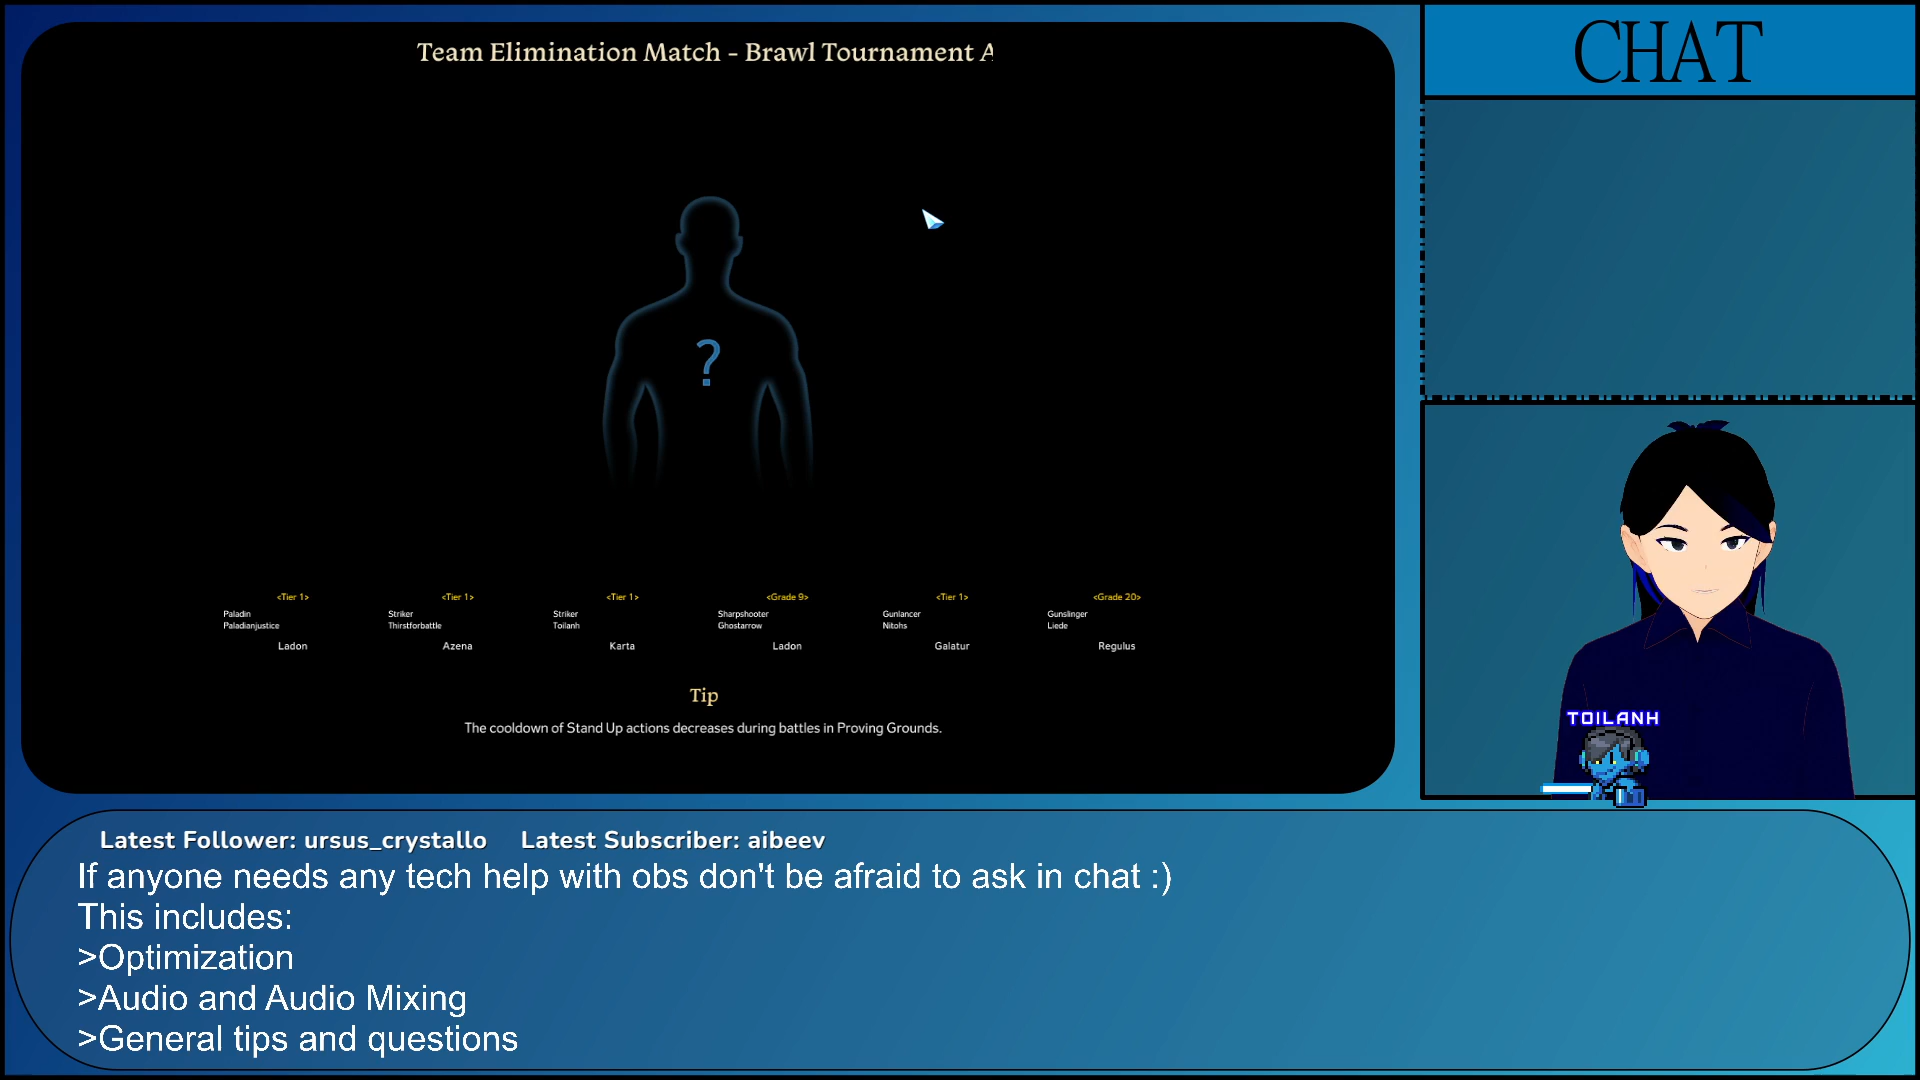 Team Elimination Match - Brawl Tournament A
CHAT
?
<Tier 1>
Paladin
Paladianjustice
Ladon
<Tier 1>
Striker
Thirstforbattle
Azena
<Tier 1>
Striker
Toilanh
Karta
<Grade 9>
Sharpshooter
Ghostarrow
Ladon
<Tier 1>
Gunlancer
Nitohs
Galatur
<Grade 20>
Gunslinger
Liede
Regulus
Tip
The cooldown of Stand Up actions decreases during battles in Proving Grounds.
TOILANH
Latest Follower: ursus_crystallo Latest Subscriber: aibeev
If anyone needs any tech help with obs don't be afraid to ask in chat :)
This includes:
>Optimization
>Audio and Audio Mixing
>General tips and questions